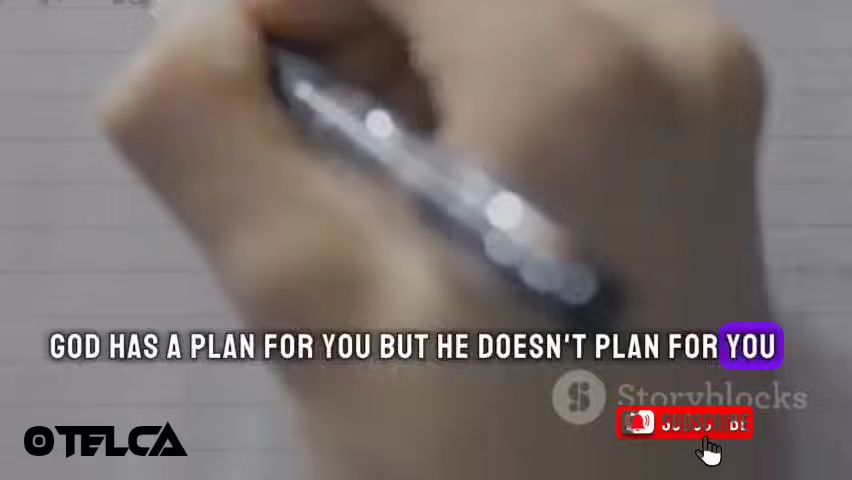 GOD HAS A PLAN FOR YOU BUT HE DOESN'T PLAN FOR YOU
Storyblocks
OTELCA